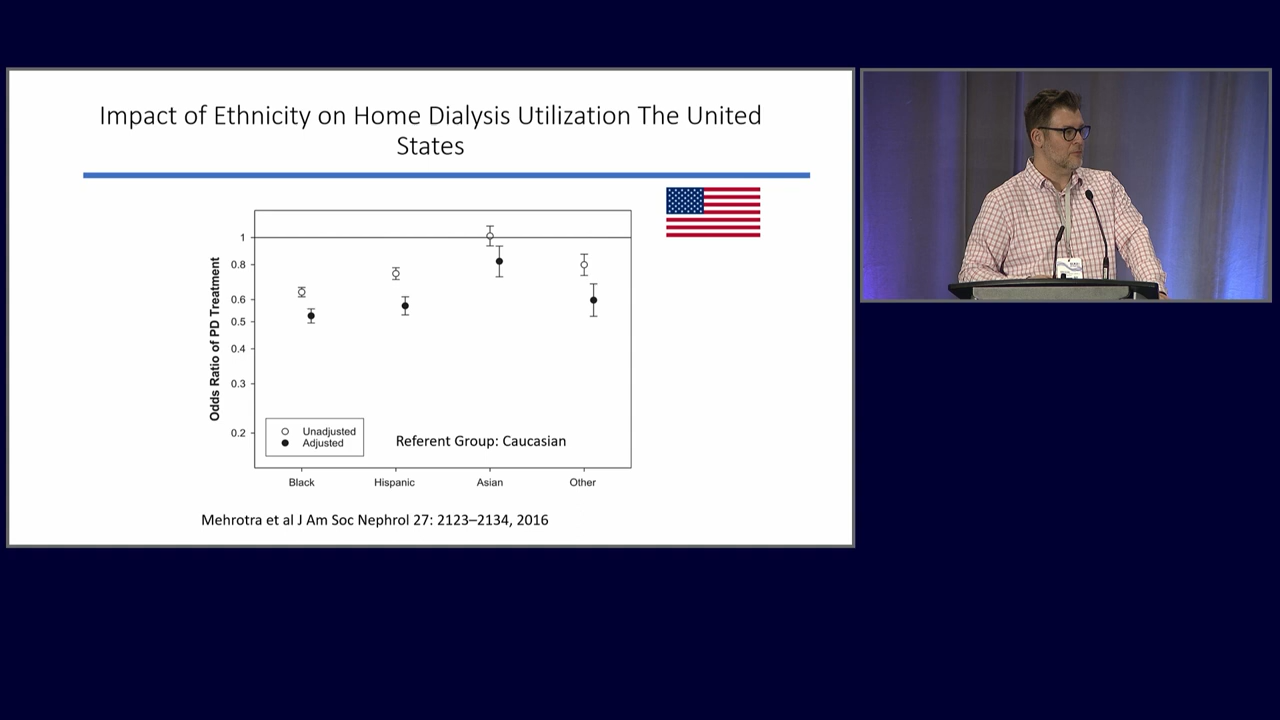 Impact of Ethnicity on Home Dialysis Utilization The United
States
Odds Ratio of PD Treatment
1
0.8
0.6
0.5
0.4
0.3
0.2
Unadjusted
Adjusted
Referent Group: Caucasian
Black Hispanic Asian Other
Mehrotra et al J Am Soc Nephrol 27: 2123–2134, 2016